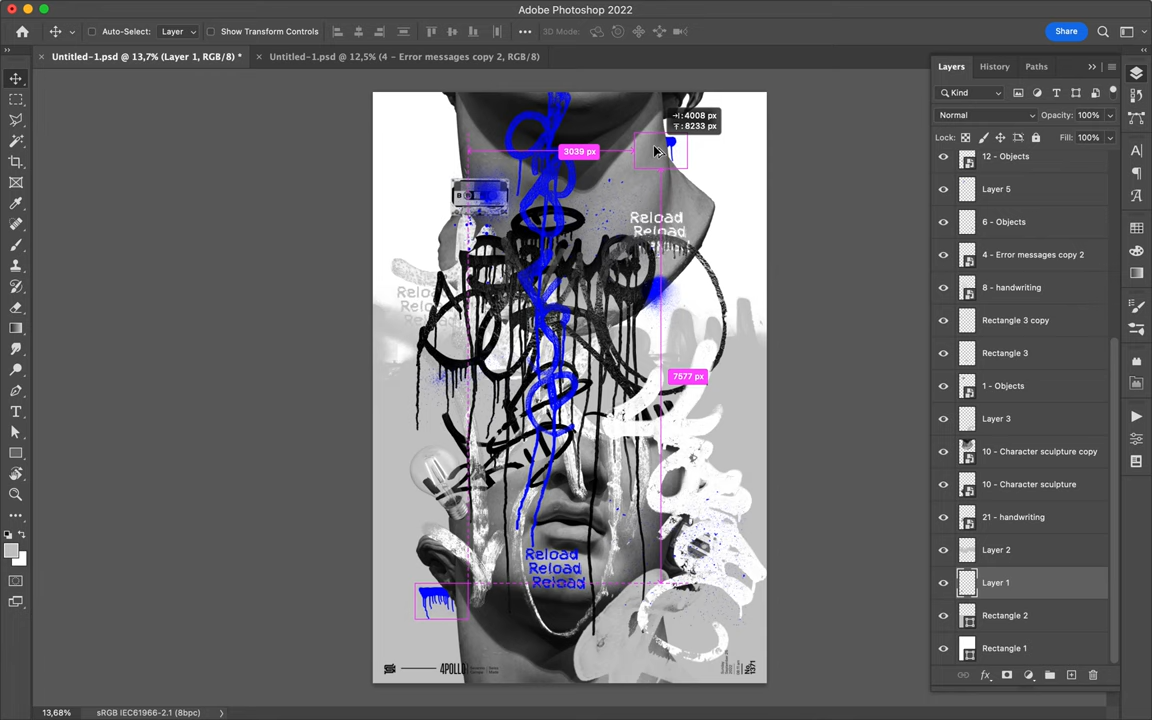 Adobe Photoshop 2022
Auto-Select:
Layer
Show Transform Controls
3D Mode:
Share
Untitled-1.psd @ 13,7% (Layer 1, RGB/8) *
Untitled-1.psd @ 12,5% (4 - Error messages copy 2, RGB/8)
Layers
History
Paths
Kind
Normal
Opacity:
100%
Lock:
Fill:
100%
12 - Objects
Layer 5
6 - Objects
4 - Error messages copy 2
8 - handwriting
Rectangle 3 copy
Rectangle 3
1 - Objects
Layer 3
10 - Character sculpture copy
10 - Character sculpture
21 - handwriting
Layer 2
Layer 1
Rectangle 2
Rectangle 1
4008 px
8233 px
3039 px
7577 px
Reload
Reload
Reload
Reload
Reload
Reload
4POLLO
No.
1371
13,68%
sRGB IEC61966-2.1 (8bpc)